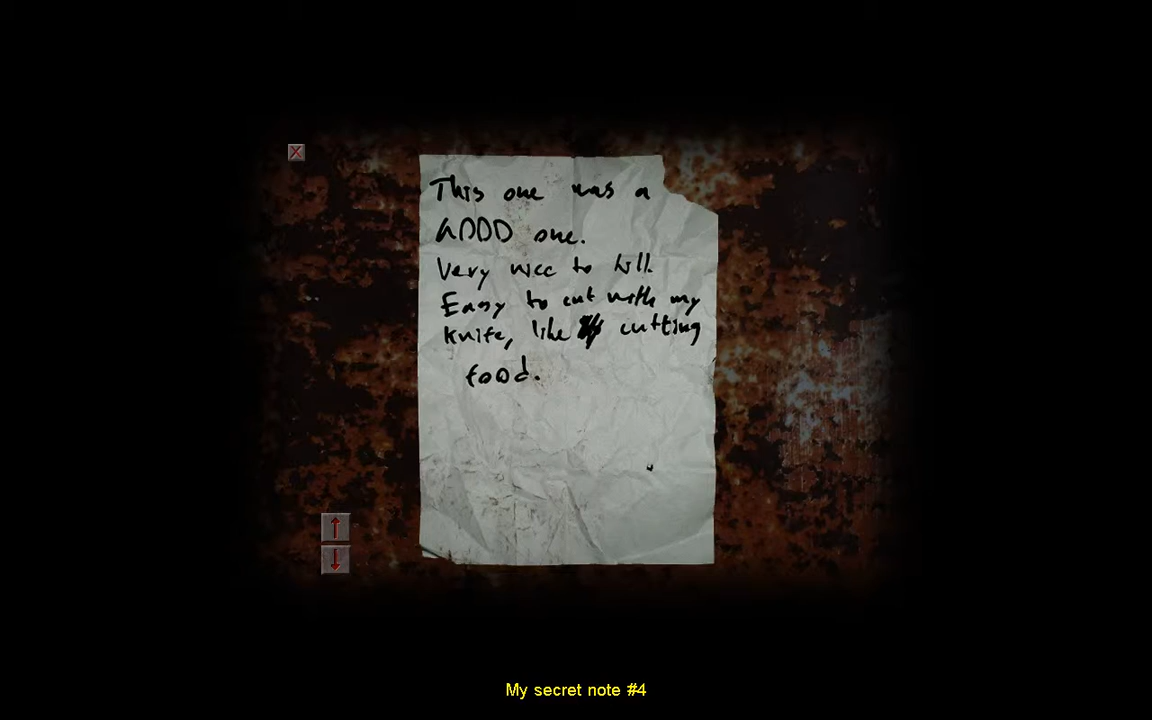 This one was a
GOOD one.
Very nice to kill.
Easy to cut with my
knife, like cutting
food.
My secret note #4